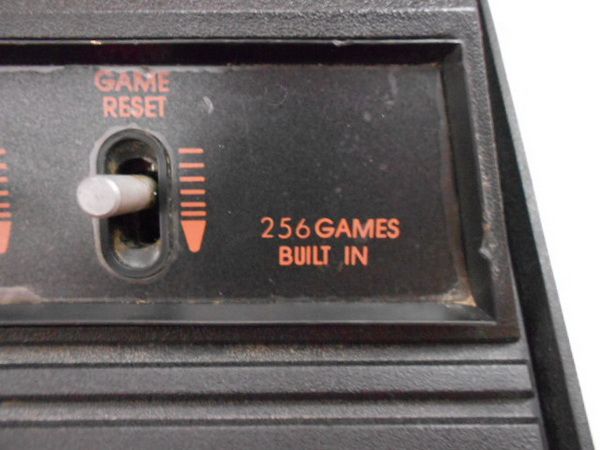 GAME
RESET
256 GAMES
BUILT IN